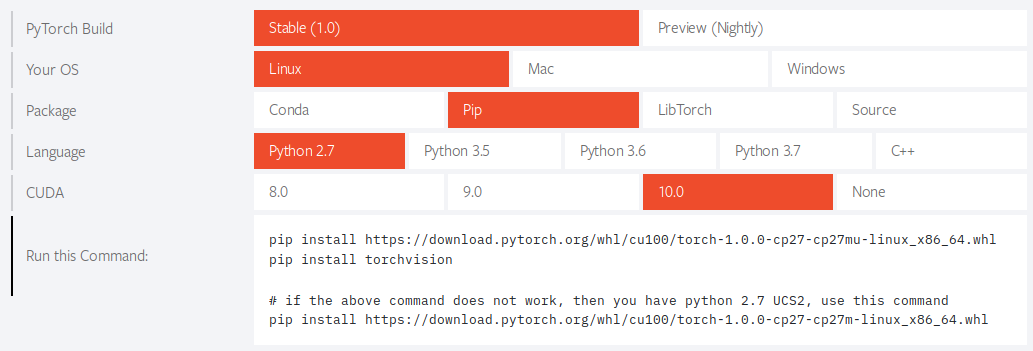 PyTorch Build Stable (1.0) Preview (Nightly)
Your OS Linux Mac Windows
Package Conda Pip LibTorch Source
Language Python 2.7 Python 3.5 Python 3.6 Python 3.7 C++
CUDA 8.0 9.0 10.0 None
Run this Command:
pip install https://download.pytorch.org/whl/cu100/torch-1.0.0-cp27-cp27mu-linux_x86_64.whl
pip install torchvision
# if the above command does not work, then you have python 2.7 UCS2, use this command
pip install https://download.pytorch.org/whl/cu100/torch-1.0.0-cp27-cp27m-linux_x86_64.whl